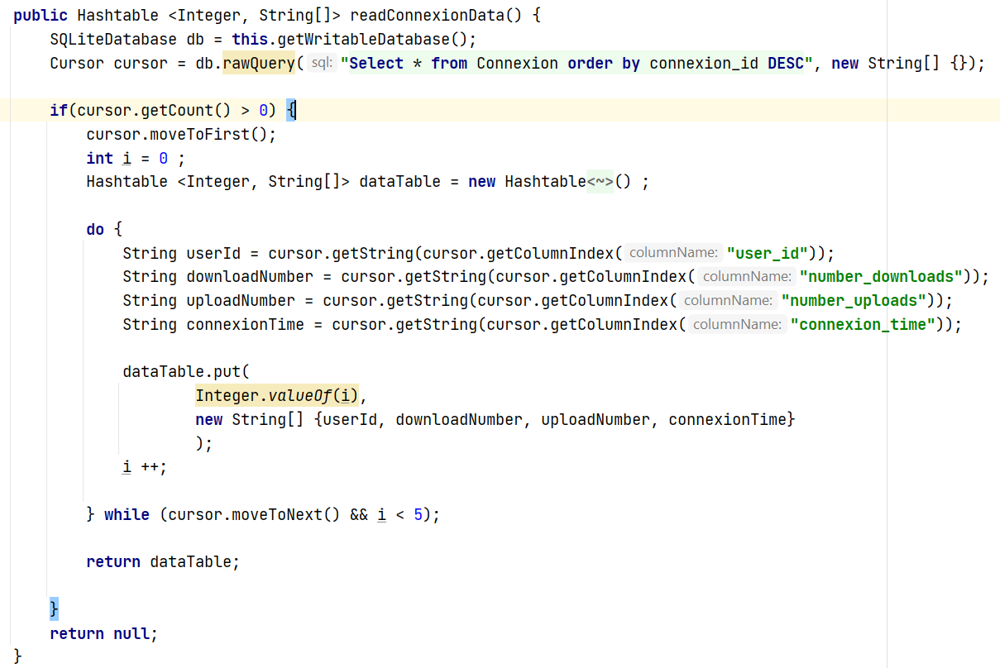 public Hashtable <Integer, String[]> readConnexionData() {
SQLiteDatabase db = this.getWritableDatabase();
Cursor cursor = db.rawQuery( sql: "Select * from Connexion order by connexion_id DESC", new String[] {});
if(cursor.getCount() > 0) {
cursor.moveToFirst();
int i = 0 ;
Hashtable <Integer, String[]> dataTable = new Hashtable<~>() ;
do {
String userId = cursor.getString(cursor.getColumnIndex( columnName: "user_id"));
String downloadNumber = cursor.getString(cursor.getColumnIndex( columnName: "number_downloads"));
String uploadNumber = cursor.getString(cursor.getColumnIndex( columnName: "number_uploads"));
String connexionTime = cursor.getString(cursor.getColumnIndex( columnName: "connexion_time"));
dataTable.put(
Integer.valueOf(i),
new String[] {userId, downloadNumber, uploadNumber, connexionTime}
);
i ++;
} while (cursor.moveToNext() && i < 5);
return dataTable;
}
return null;
}